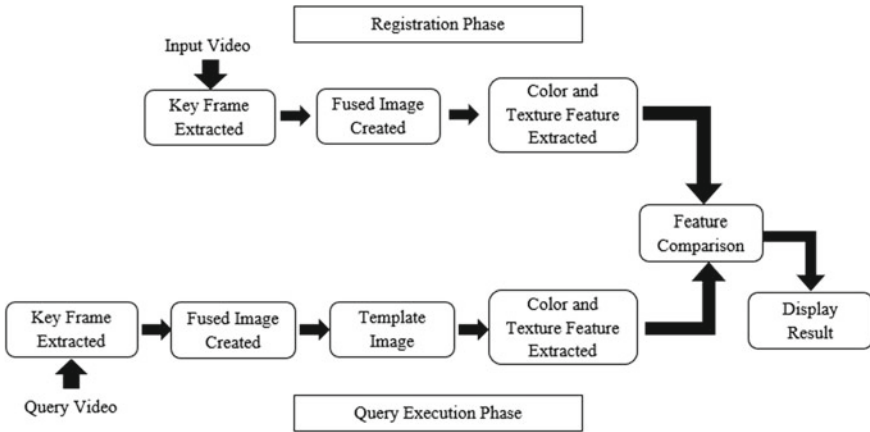 Registration Phase
Input Video
Key Frame
Extracted
Fused Image
Created
Color and
Texture Feature
Extracted
Feature
Comparison
Display
Result
Key Frame
Extracted
Fused Image
Created
Template
Image
Color and
Texture Feature
Extracted
Query Video
Query Execution Phase